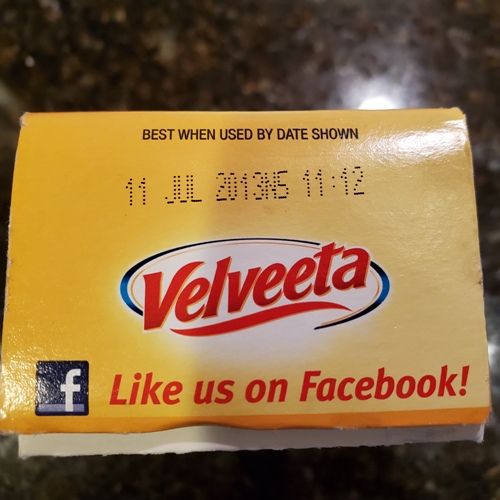 BEST WHEN USED BY DATE SHOWN
11 JUL 2013N5 11:12
Velveeta
f Like us on Facebook!